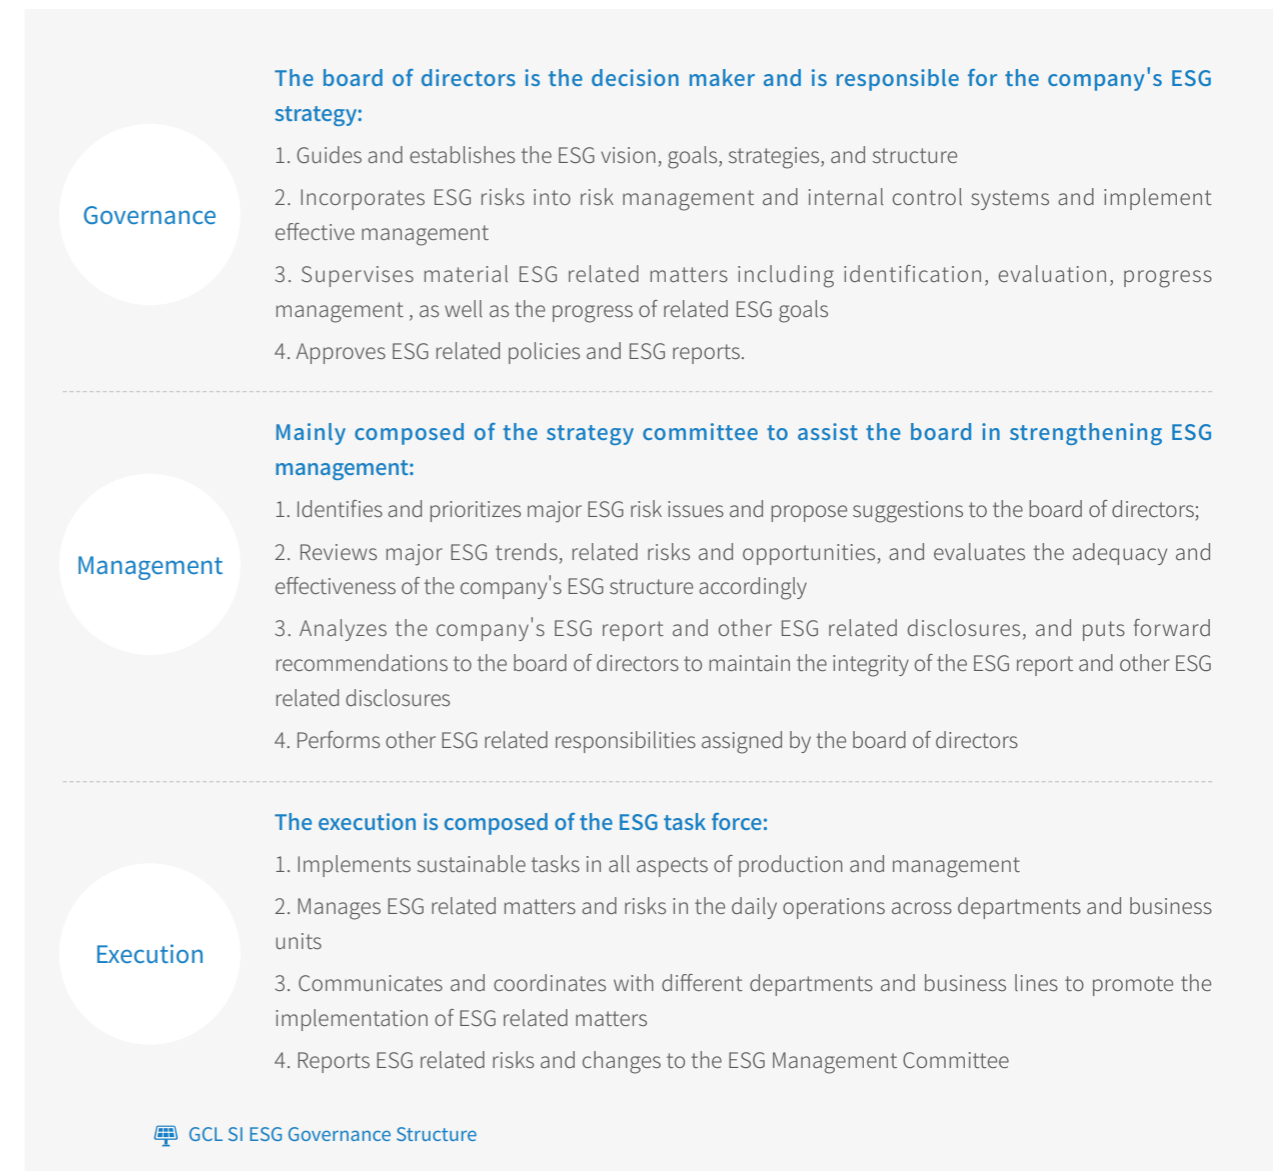 Governance
The board of directors is the decision maker and is responsible for the company's ESG
strategy:
1. Guides and establishes the ESG vision, goals, strategies, and structure
2. Incorporates ESG risks into risk management and internal control systems and implement
effective management
3. Supervises material ESG related matters including identification, evaluation, progress
management , as well as the progress of related ESG goals
4. Approves ESG related policies and ESG reports.
Management
Mainly composed of the strategy committee to assist the board in strengthening ESG
management:
1. Identifies and prioritizes major ESG risk issues and propose suggestions to the board of directors;
2. Reviews major ESG trends, related risks and opportunities, and evaluates the adequacy and
effectiveness of the company's ESG structure accordingly
3. Analyzes the company's ESG report and other ESG related disclosures, and puts forward
recommendations to the board of directors to maintain the integrity of the ESG report and other ESG
related disclosures
4. Performs other ESG related responsibilities assigned by the board of directors
Execution
The execution is composed of the ESG task force:
1. Implements sustainable tasks in all aspects of production and management
2. Manages ESG related matters and risks in the daily operations across departments and business
units
3. Communicates and coordinates with different departments and business lines to promote the
implementation of ESG related matters
4. Reports ESG related risks and changes to the ESG Management Committee
GCL SI ESG Governance Structure